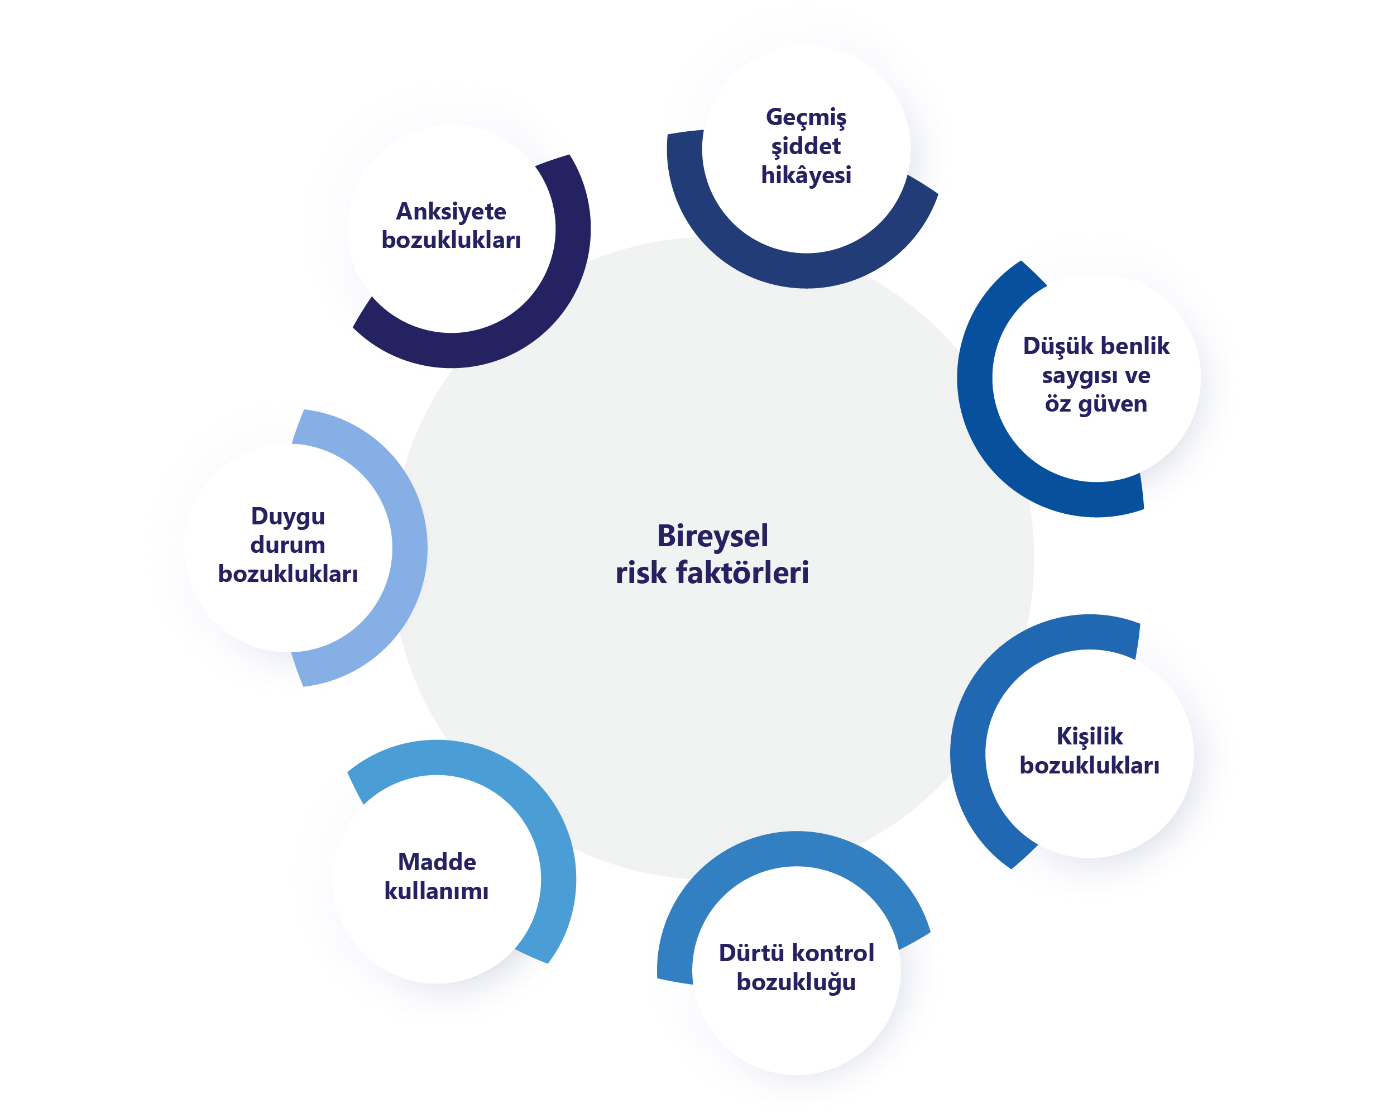 Geçmiş
şiddet
hikâyesi
Anksiyete
bozuklukları
Düşük benlik
saygısı ve
öz güven
Duygu
durum
bozuklukları
Bireysel
risk faktörleri
Kişilik
bozuklukları
Madde
kullanımı
Dürtü kontrol
bozukluğu